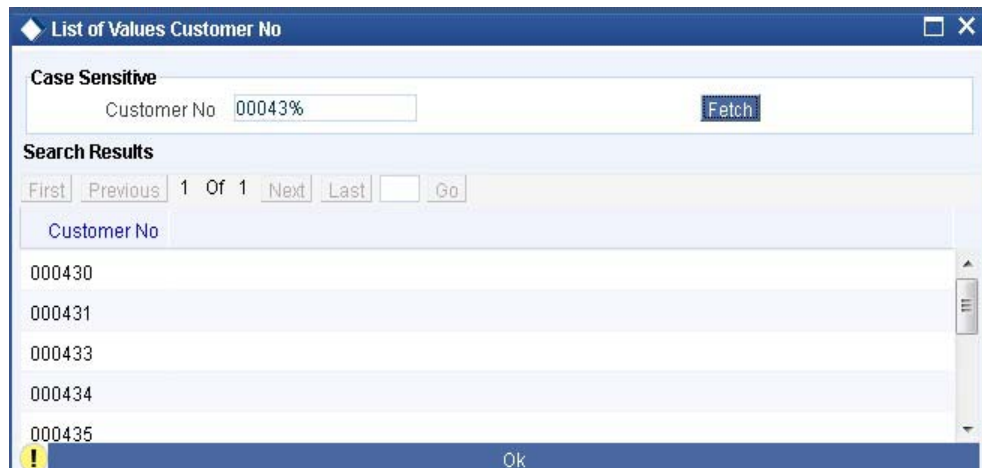 List of Values Customer No
Case Sensitive
Customer No 00043% Fetch
Search Results
First Previous 1 Of 1 Next Last Go
Customer No
000430
000431
000433
000434
000435
! Ok